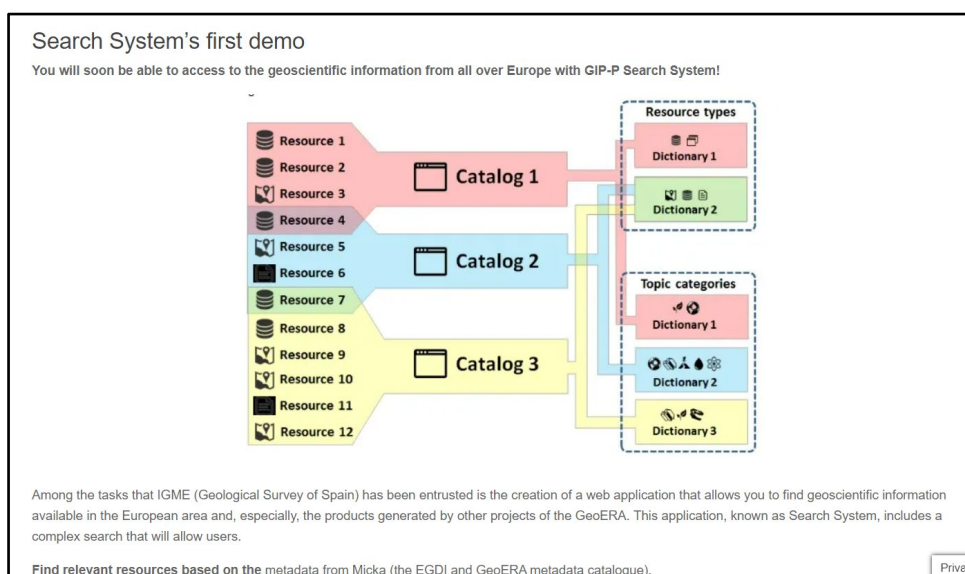 Search System's first demo
You will soon be able to access to the geoscientific information from all over Europe with GIP-P Search System!
Resource 1
Resource 2
Resource 3
Resource 4
Resource 5
Resource 6
Resource 7
Resource 8
Resource 9
Resource 10
Resource 11
Resource 12
Catalog 1
Catalog 2
Catalog 3
Resource types
Dictionary 1
Dictionary 2
Topic categories
Dictionary 1
Dictionary 2
Dictionary 3
Among the tasks that IGME (Geological Survey of Spain) has been entrusted is the creation of a web application that allows you to find geoscientific information
available in the European area and, especially, the products generated by other projects of the GeoERA. This application, known as Search System, includes a
complex search that will allow users.
Find relevant resources based on the metadata from Micka (the EGDI and GeoERA metadata catalogue).
Priva